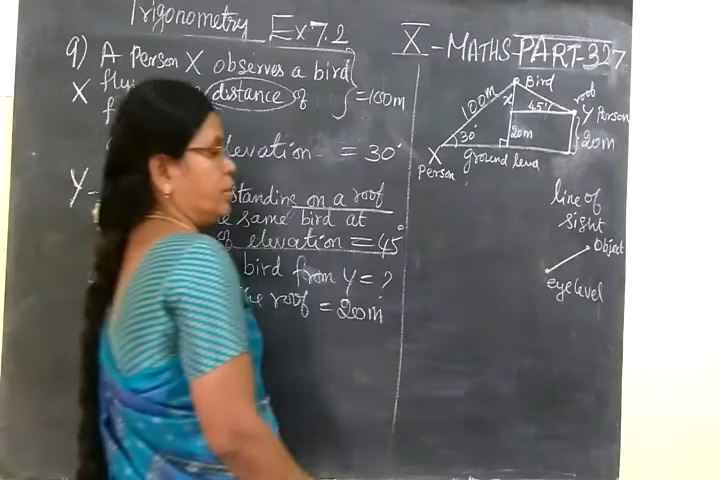 Trigonometry Ex 7.2
X - MATHS PART-327
9) A Person X observes a bird
X distance of = 100m
elevation = 30°
Y - standing on a roof
same bird at
of elevation = 45°
bird from Y = ?
roof = 20m
Bird
roof
100m
x
45°
Y Person
30°
20m
20m
X
Person
ground level
line of
sight
Object
eye level